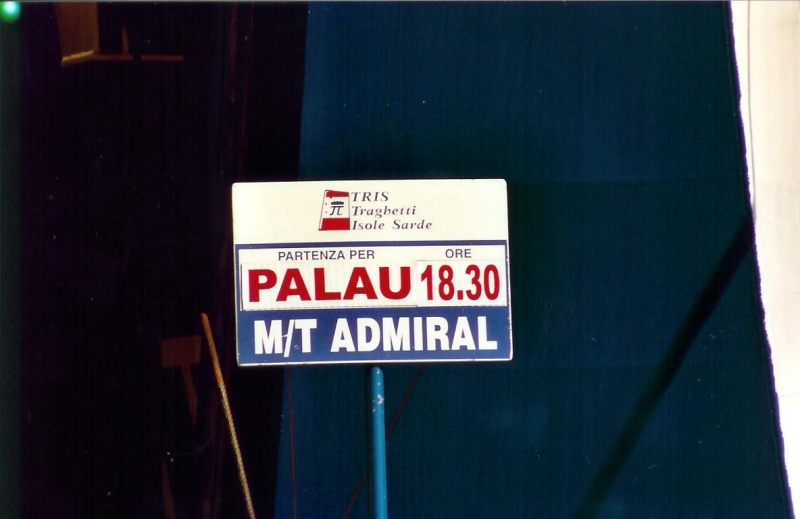 TRIS
Traghetti
Isole Sarde
π
PARTENZA PER ORE
PALAU 18.30
M/T ADMIRAL